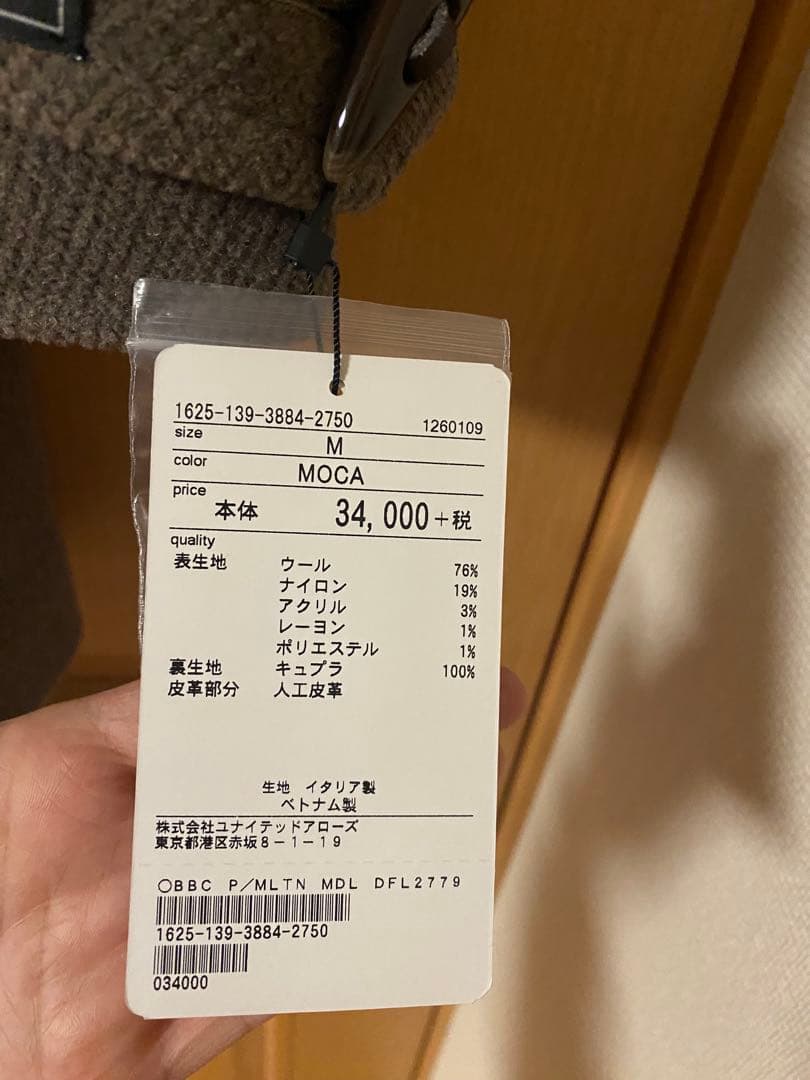 1625-139-3884-2750 1260109
size M
color MOCA
price 本体 34,000+税
quality
表生地 ウール 76%
ナイロン 19%
アクリル 3%
レーヨン 1%
ポリエステル 1%
裏生地 キュプラ 100%
皮革部分 人工皮革
生地 イタリア製
ベトナム製
株式会社ユナイテッドアローズ
東京都港区赤坂8-1-19
○BBC P/MLTN MDL DFL2779
1625-139-3884-2750
034000